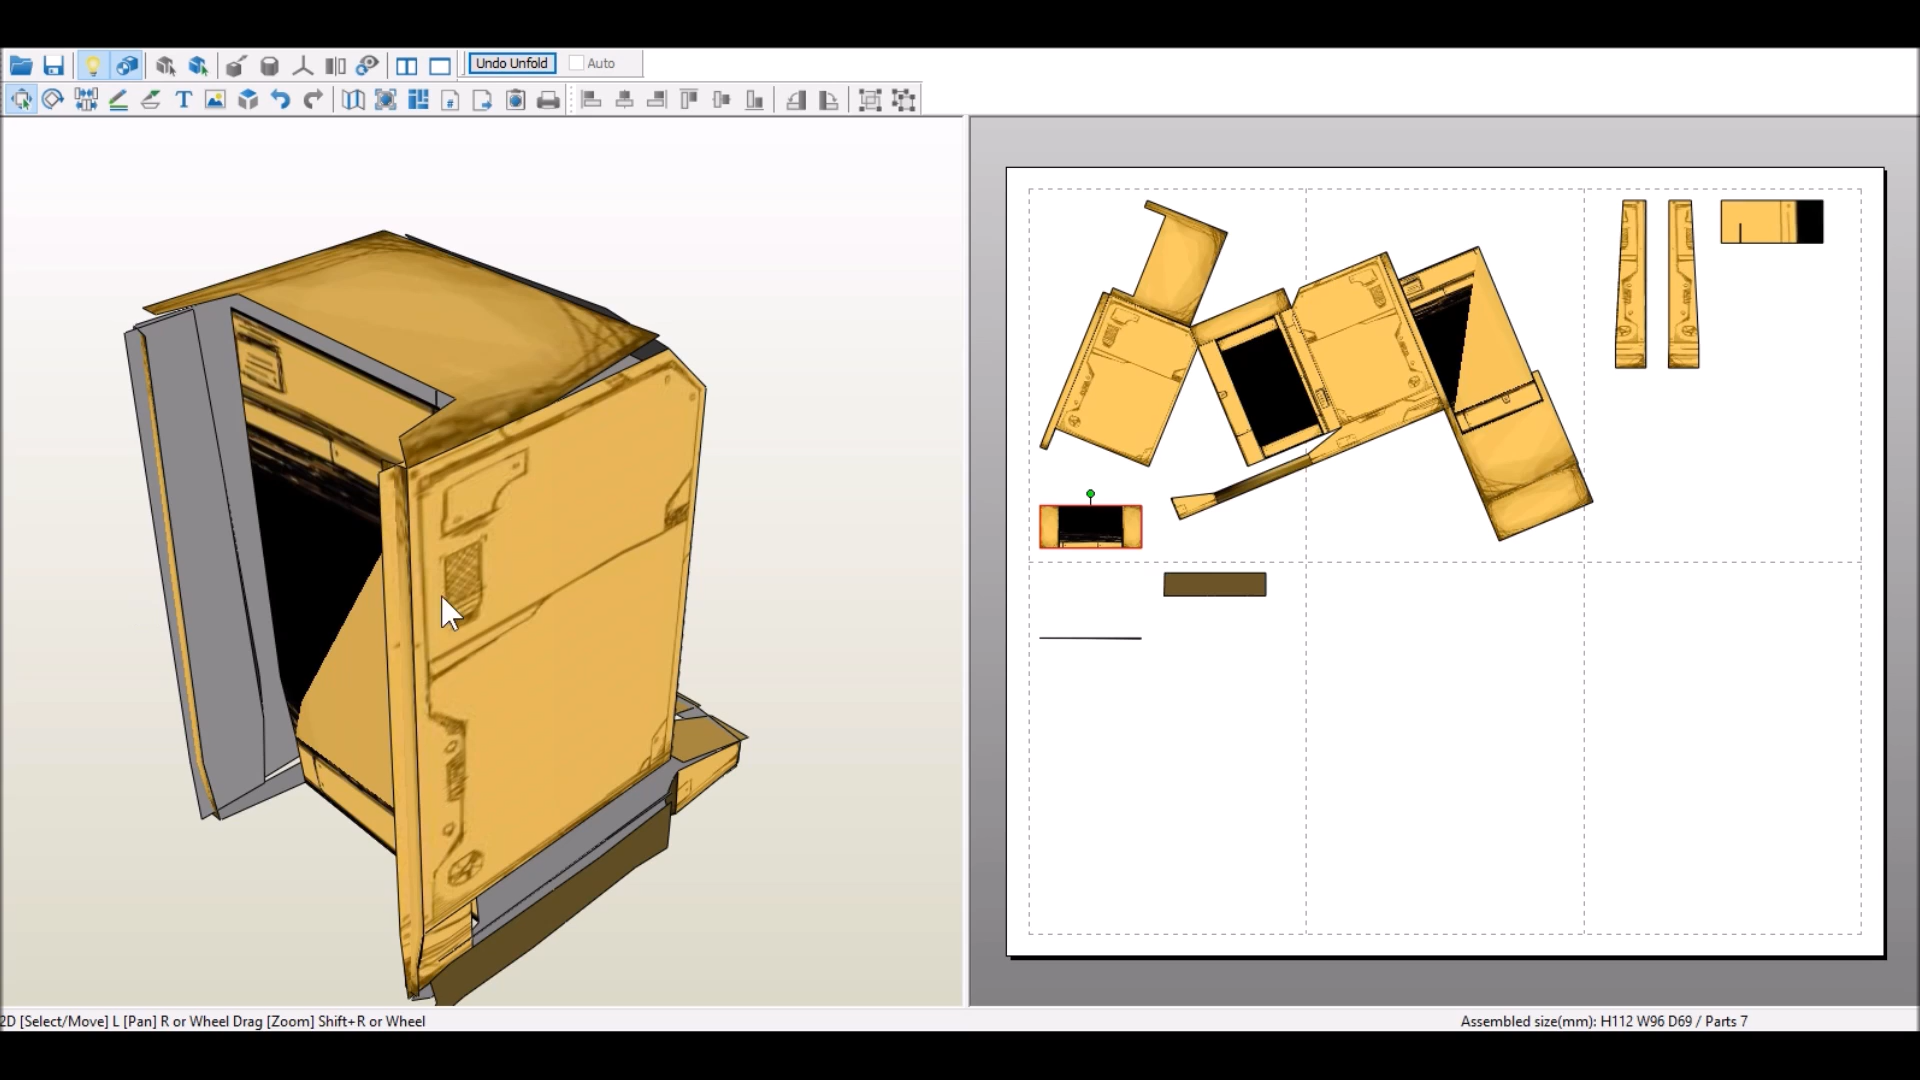 Undo Unfold
Auto
T
#
2D [Select/Move] L [Pan] R or Wheel Drag [Zoom] Shift+R or Wheel
Assembled size(mm): H112 W96 D69 / Parts 7